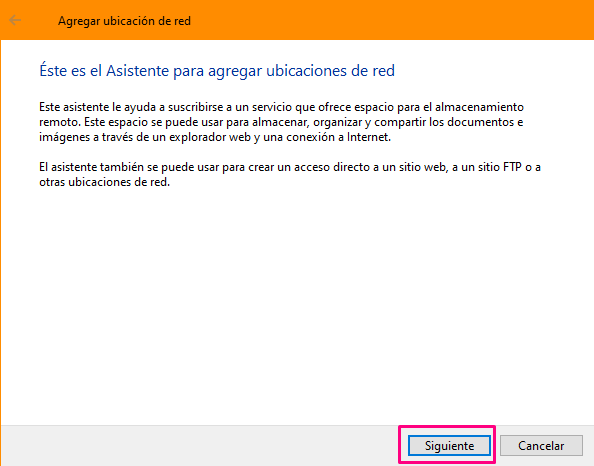 Agregar ubicación de red
Éste es el Asistente para agregar ubicaciones de red
Este asistente le ayuda a suscribirse a un servicio que ofrece espacio para el almacenamiento
remoto. Este espacio se puede usar para almacenar, organizar y compartir los documentos e
imágenes a través de un explorador web y una conexión a Internet.
El asistente también se puede usar para crear un acceso directo a un sitio web, a un sitio FTP o a
otras ubicaciones de red.
Siguiente Cancelar